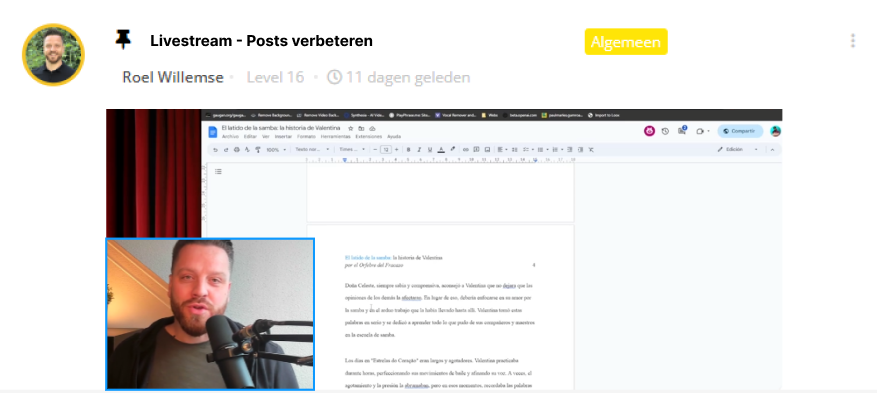 Livestream - Posts verbeteren
Algemeen
Roel Willemse • Level 16 • 11 dagen geleden
El latido de la samba: la historia de Valentina
Archivo Editar Ver Insertar Formato Herramientas Extensiones Ayuda
Compartir
100% Texto nor... Times ... 12
Edición
El latido de la samba: la historia de Valentina
por el Orfebre del Fracaso
8
Doña Celeste, siempre sabia y comprensiva, aconsejó a Valentina que no dejara que las
opiniones de los demás la afectaran. En lugar de eso, debería enfocarse en su amor por
la samba y en el arduo trabajo que la había llevado hasta allí. Valentina tomó estas
palabras en serio y se dedicó a aprender todo lo que pudo de sus compañeros y maestros
en la escuela de samba.
Los días en "Estrelas do Coração" eran largos y agotadores. Valentina practicaba
durante horas, perfeccionando sus movimientos de baile y afinando su voz. A veces, el
agotamiento y la presión la abrumaban, pero en esos momentos, recordaba las palabras